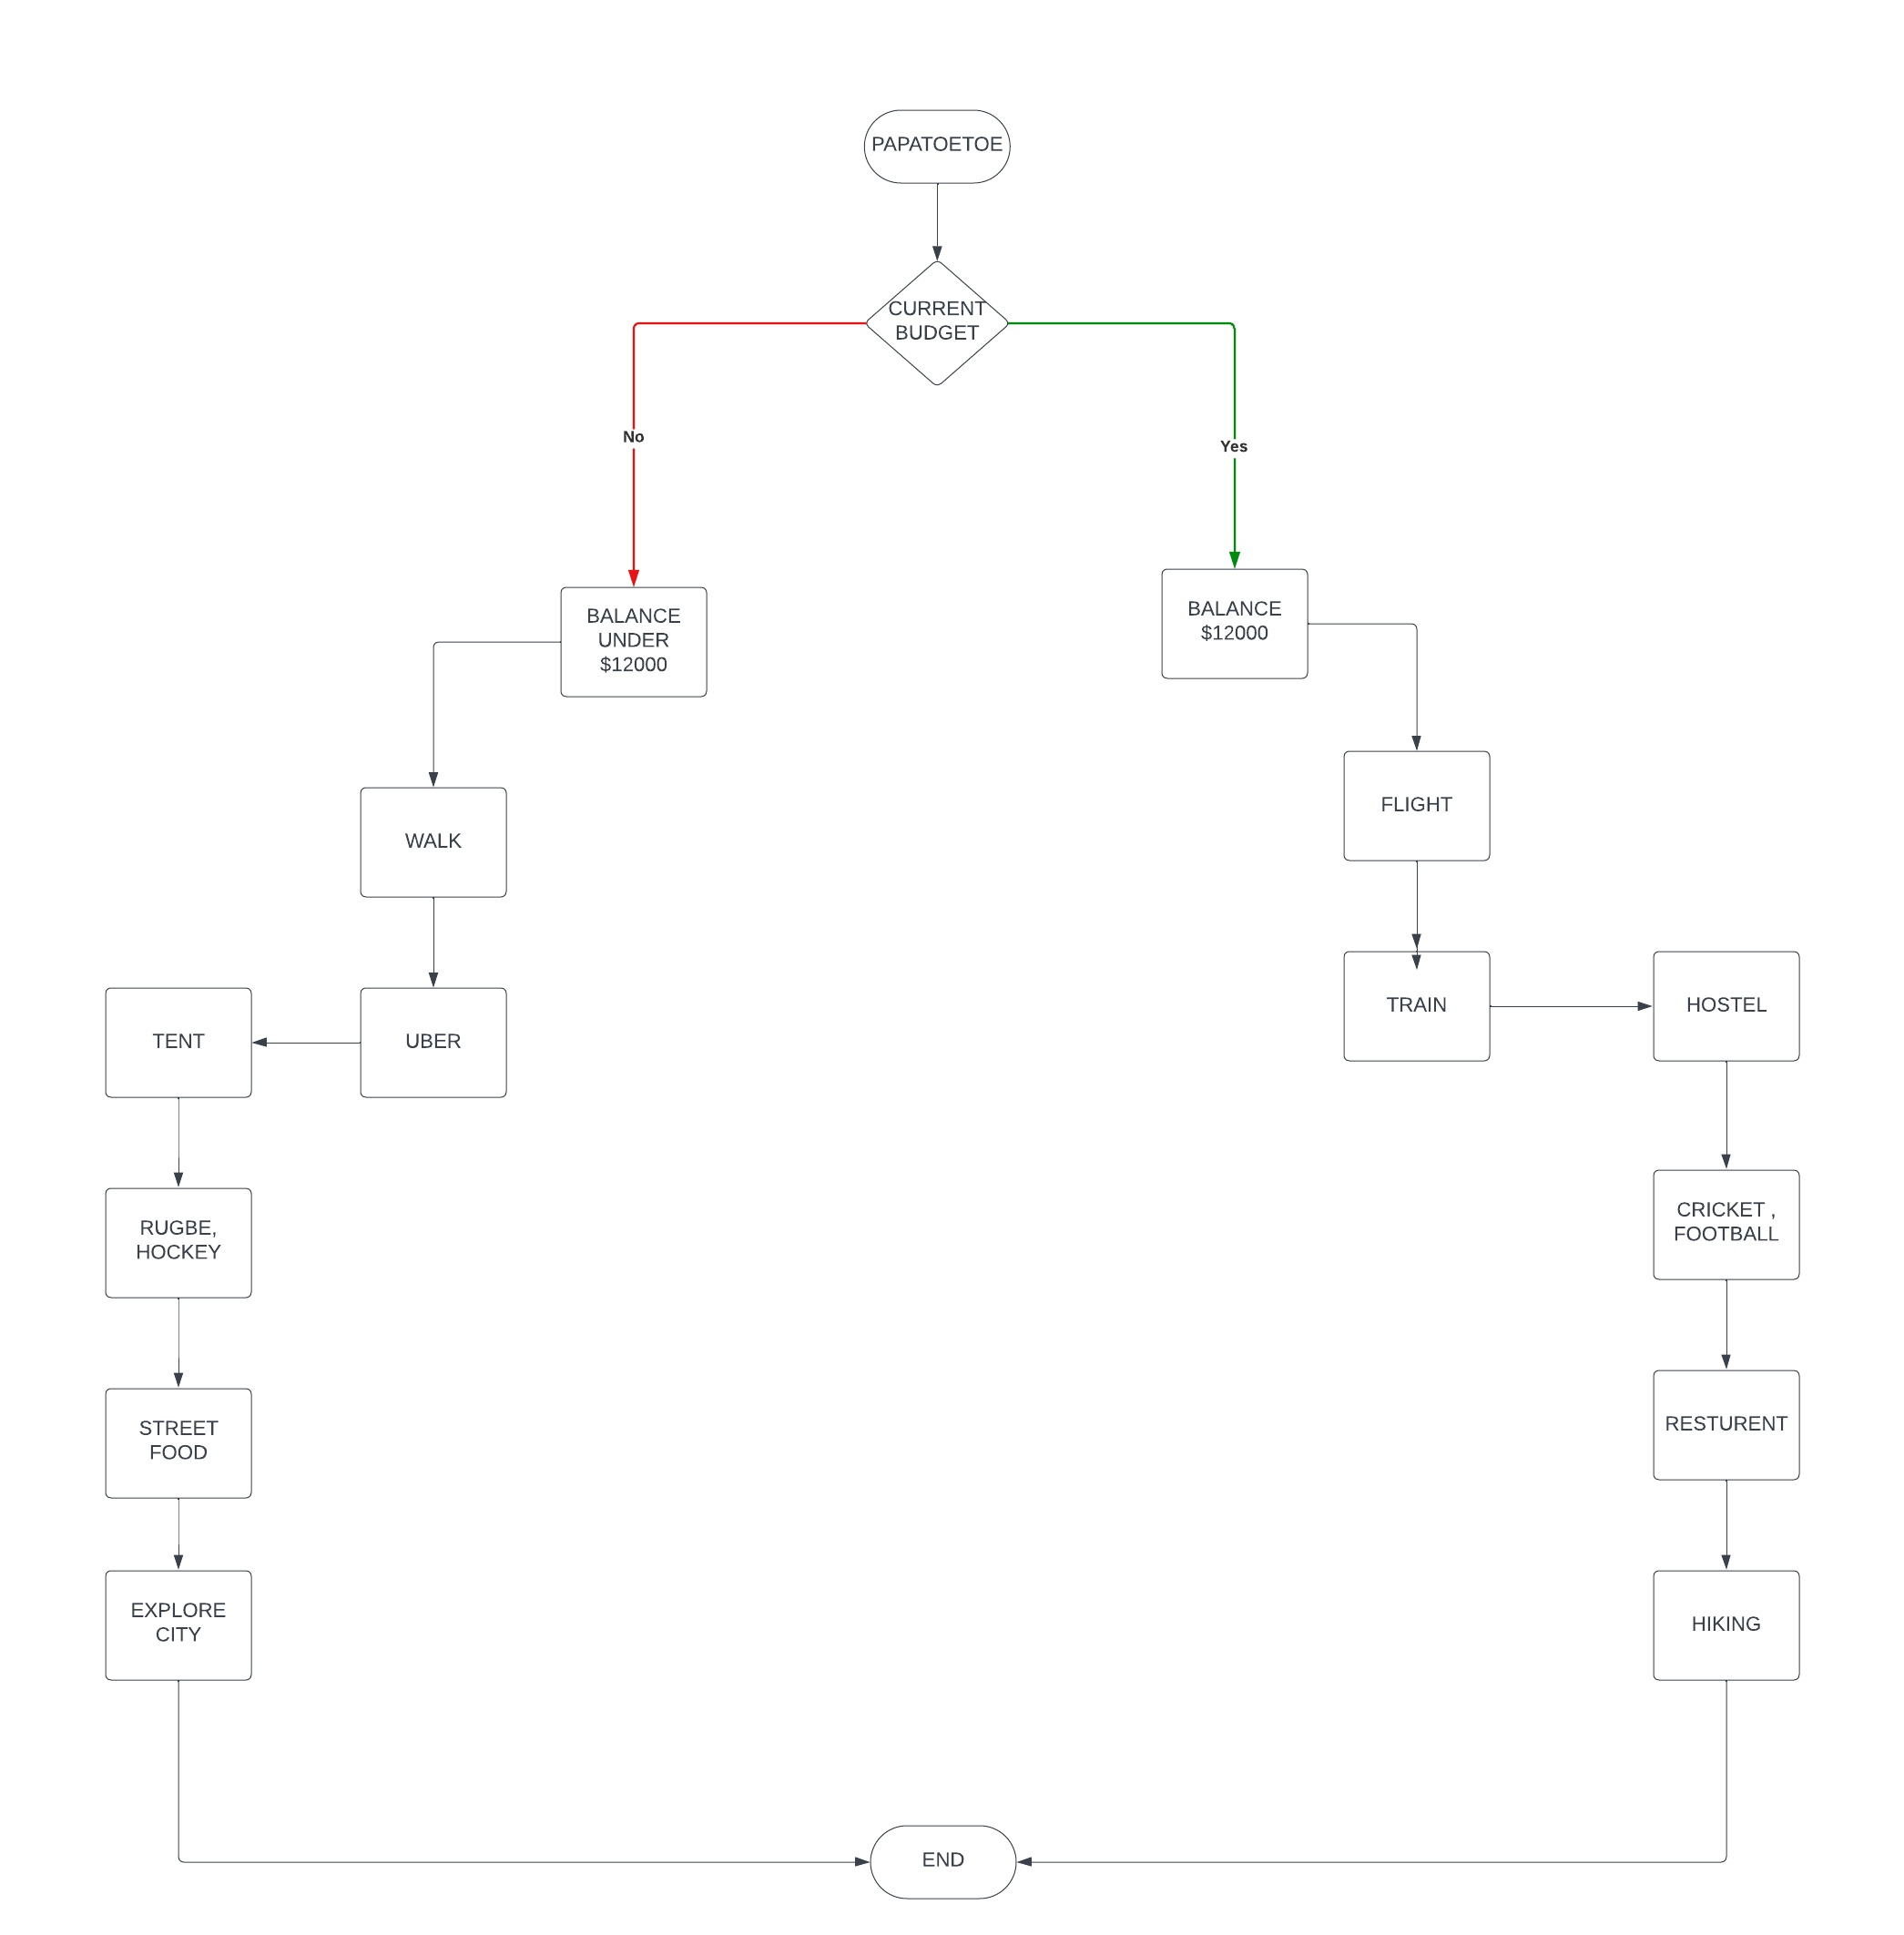 PAPATOETOE
CURRENT
BUDGET
No
Yes
BALANCE
UNDER
$12000
BALANCE
$12000
WALK
FLIGHT
TENT
UBER
TRAIN
HOSTEL
RUGBE,
HOCKEY
CRICKET ,
FOOTBALL
STREET
FOOD
RESTURENT
EXPLORE
CITY
HIKING
END